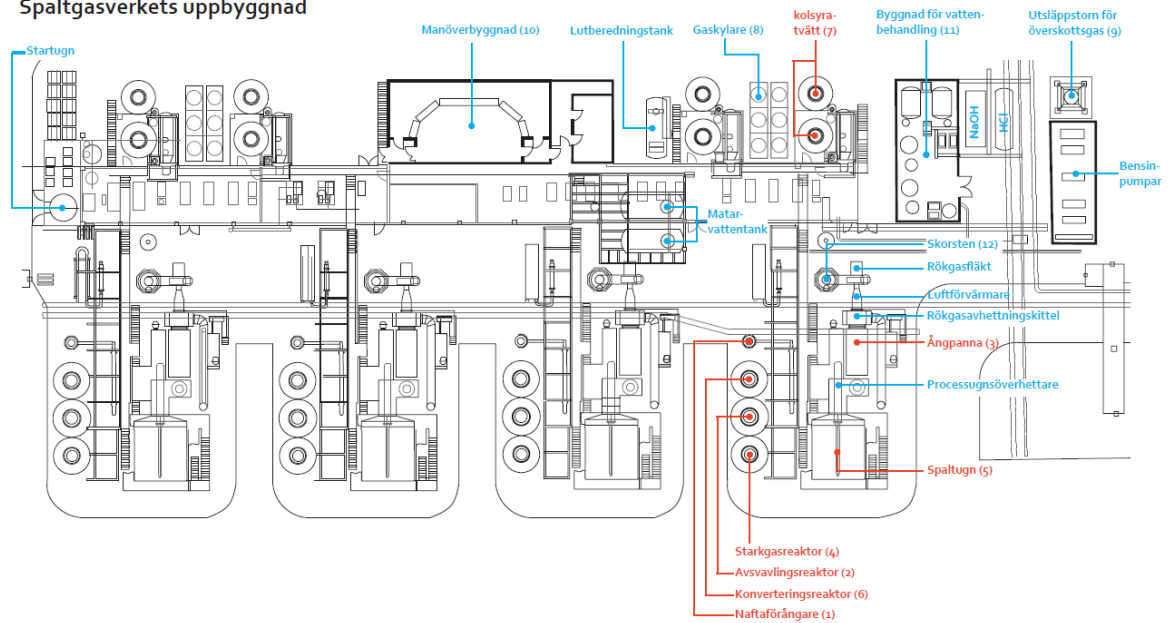 Spaltgasverkets uppbyggnad
Startugn
Manöverbyggnad (10)
Lutberedningstank
Gaskylare (8)
kolsyra-
tvätt (7)
Byggnad för vatten-
behandling (11)
Utsläppstorn för
överskottsgas (9)
NaOH
HCl
Bensin-
pumpar
Matar-
vattentank
Skorsten (12)
Rökgasfläkt
Luftförvärmare
Rökgasavhettningskittel
Ångpanna (3)
Processugnsöverhettare
Spaltugn (5)
Starkgasreaktor (4)
Avsvavlingsreaktor (2)
Konverteringsreaktor (6)
Naftaförångare (1)